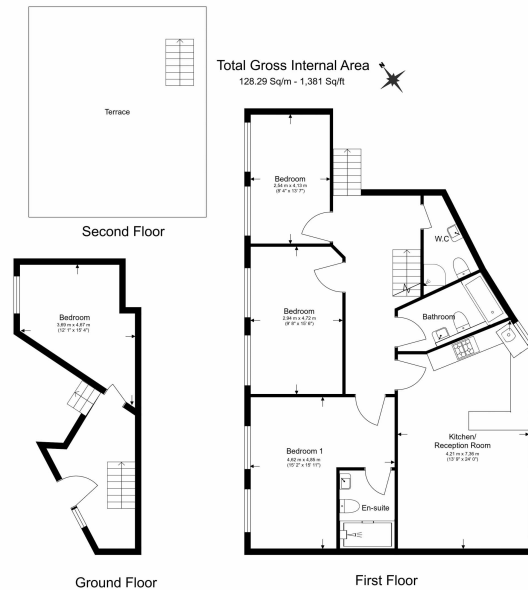 Total Gross Internal Area
128.29 Sq/m - 1,381 Sq/ft
N
Terrace
Second Floor
Bedroom
2.54 m x 4.13 m
(8' 4" x 13' 7")
W.C
Bedroom
3.69 m x 4.67 m
(12' 1" x 15' 4")
Bedroom
2.94 m x 4.72 m
(9' 8" x 15' 6")
Bathroom
Kitchen/
Reception Room
4.21 m x 7.36 m
(13' 9" x 24' 0")
Bedroom 1
4.62 m x 4.85 m
(15' 2" x 15' 11")
En-suite
Ground Floor
First Floor